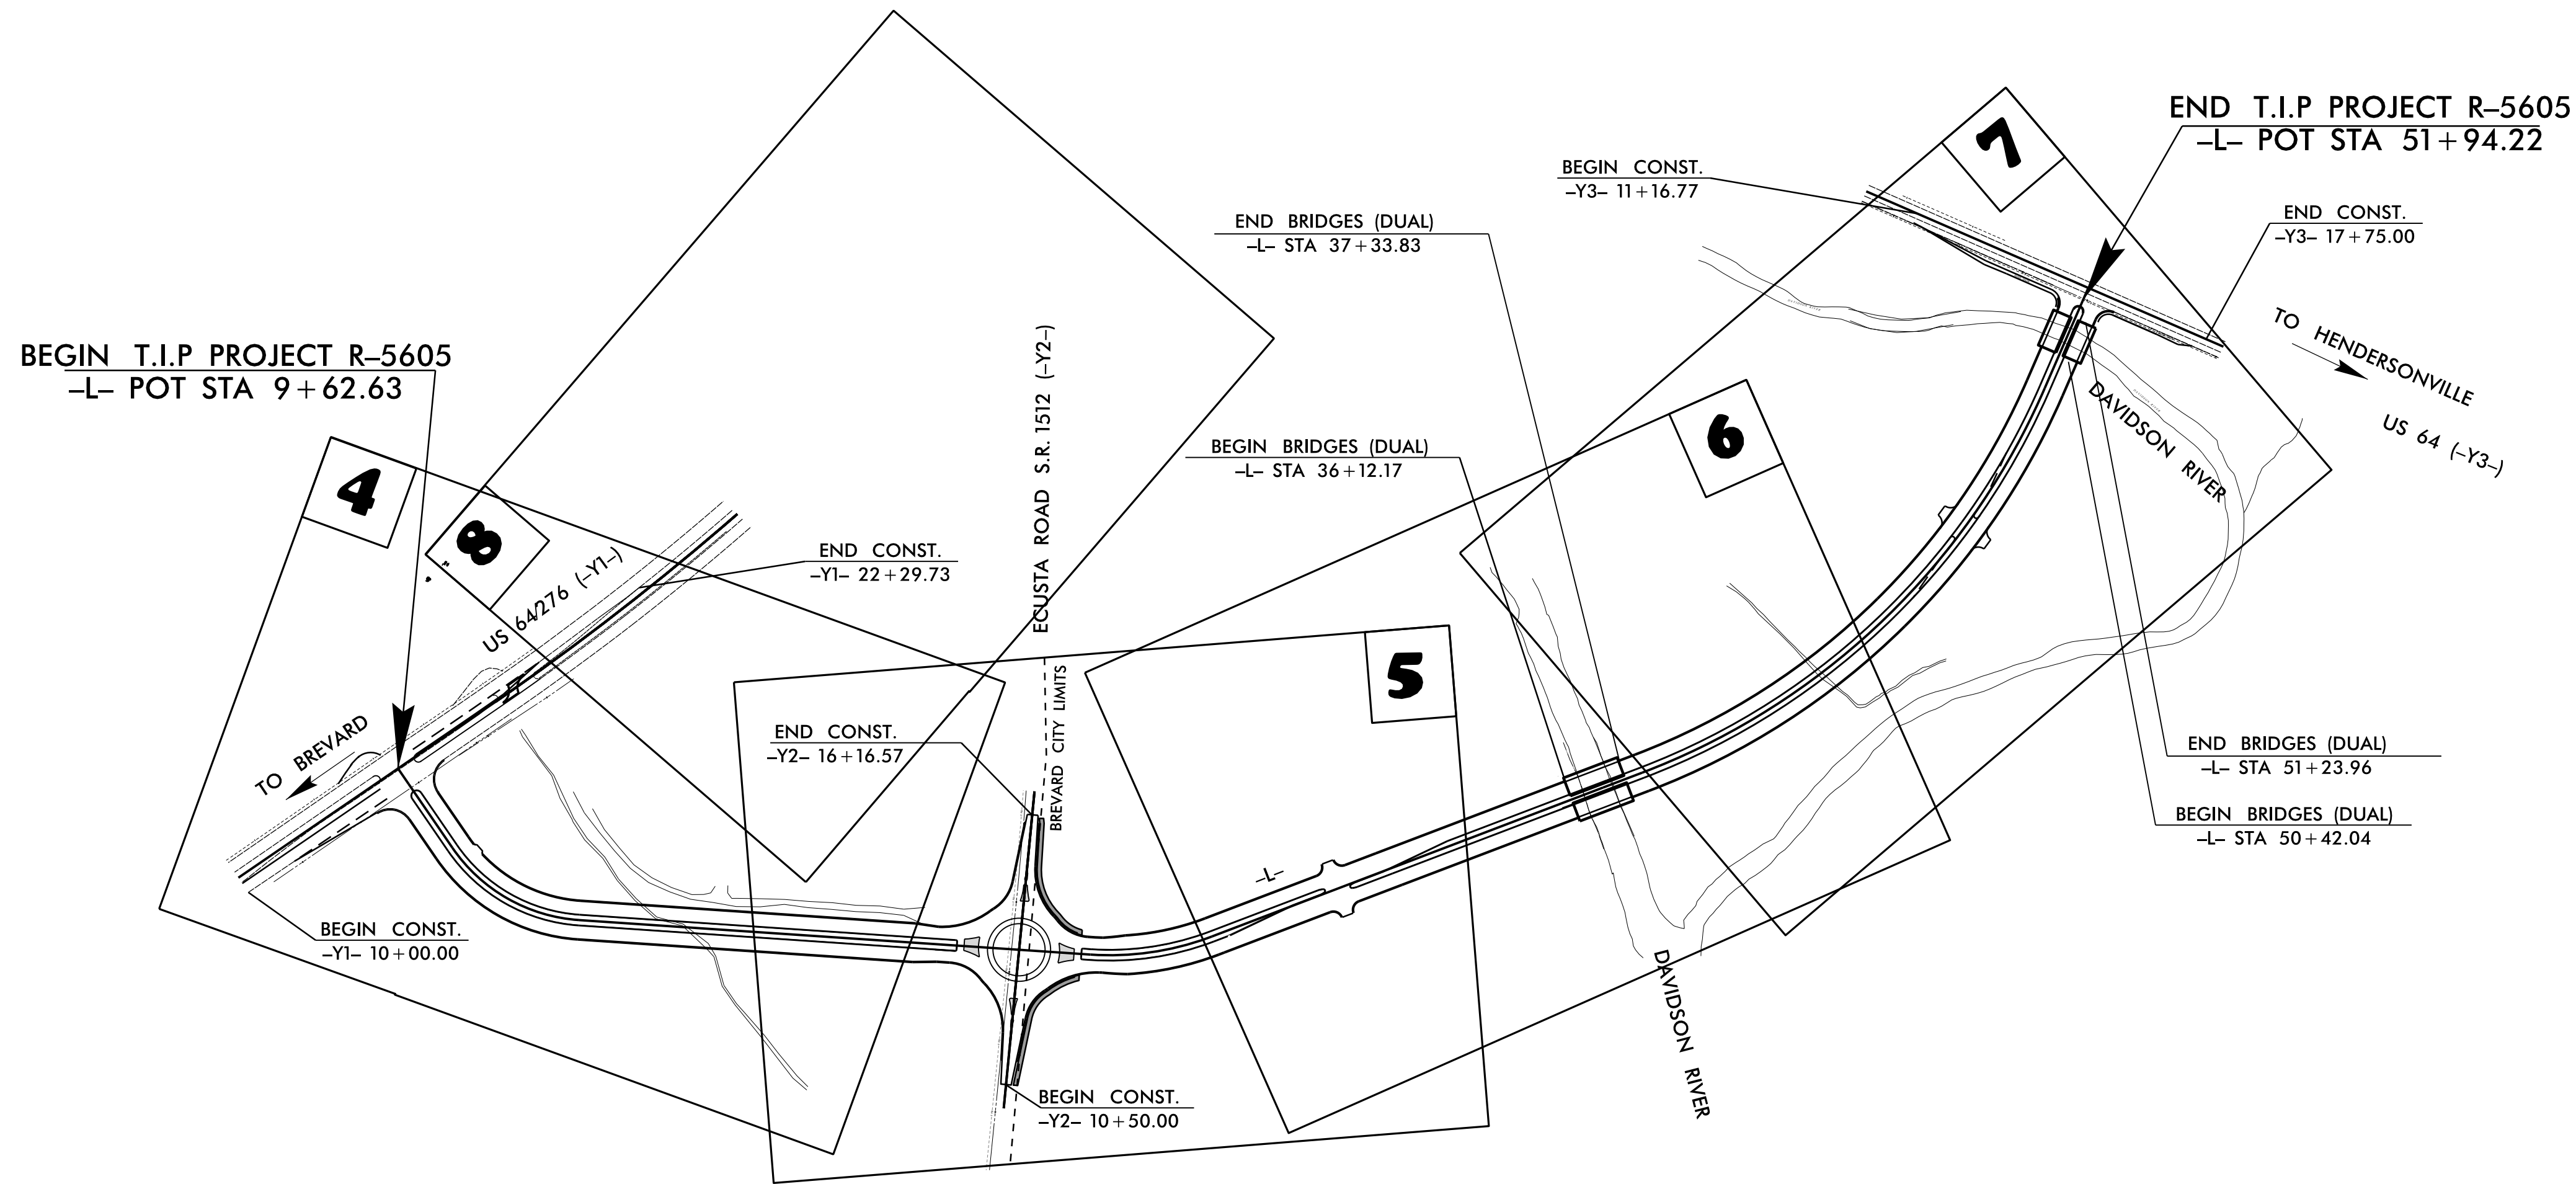 END T.I.P PROJECT R–5605
–L– POT STA 51+94.22
7
BEGIN CONST.
–Y3– 11+16.77
END CONST.
–Y3– 17+75.00
END BRIDGES (DUAL)
–L– STA 37+33.83
TO HENDERSONVILLE
US 64 (–Y3–)
DAVIDSON RIVER
BEGIN T.I.P PROJECT R–5605
–L– POT STA 9+62.63
ECUSTA ROAD S.R. 1512 (–Y2–)
6
BEGIN BRIDGES (DUAL)
–L– STA 36+12.17
4
8
US 64/276 (–Y1–)
END CONST.
–Y1– 22+29.73
5
BREVARD CITY LIMITS
TO BREVARD
END CONST.
–Y2– 16+16.57
END BRIDGES (DUAL)
–L– STA 51+23.96
BEGIN BRIDGES (DUAL)
–L– STA 50+42.04
–L–
BEGIN CONST.
–Y1– 10+00.00
DAVIDSON RIVER
BEGIN CONST.
–Y2– 10+50.00